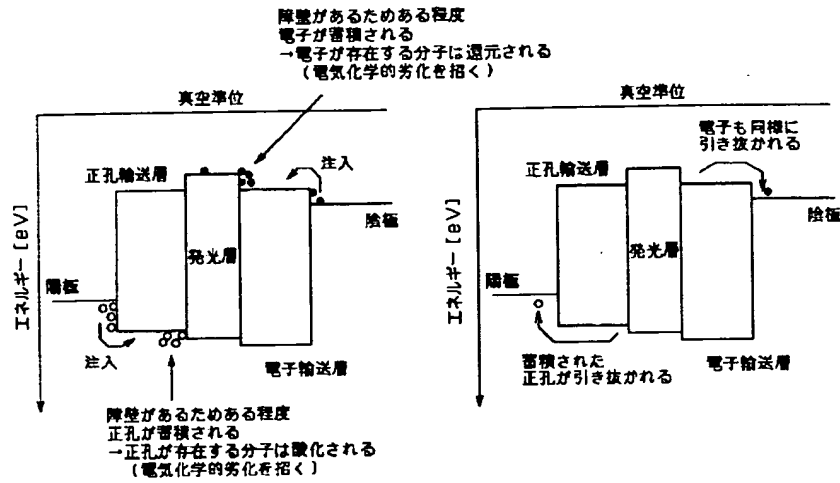 障壁があるためある程度
電子が蓄積される
→電子が存在する分子は還元される
（電気化学的劣化を招く）
真空準位
注入
正孔輸送層
発光層
陰極
陽極
エネルギー［eV］
注入
電子輸送層
障壁があるためある程度
正孔が蓄積される
→正孔が存在する分子は酸化される
（電気化学的劣化を招く）
真空準位
電子も同様に
引き抜かれる
正孔輸送層
陰極
発光層
陽極
エネルギー［eV］
蓄積された
正孔が引き抜かれる
電子輸送層